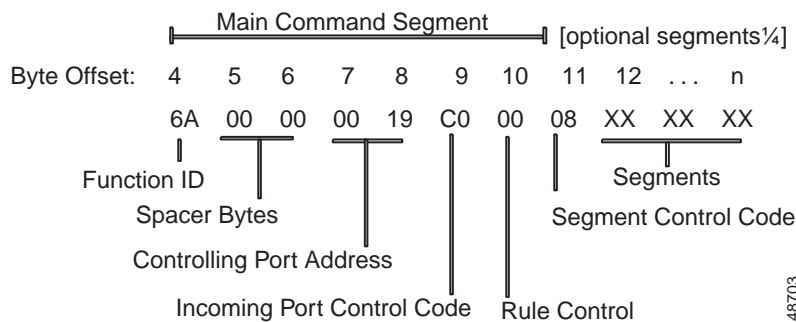 Main Command Segment [optional segments¼]
Byte Offset: 4 5 6 7 8 9 10 11 12 ... n
6A 00 00 00 19 C0 00 08 XX XX XX
Function ID
Segments
Spacer Bytes
Segment Control Code
Controlling Port Address
Incoming Port Control Code
Rule Control
48703